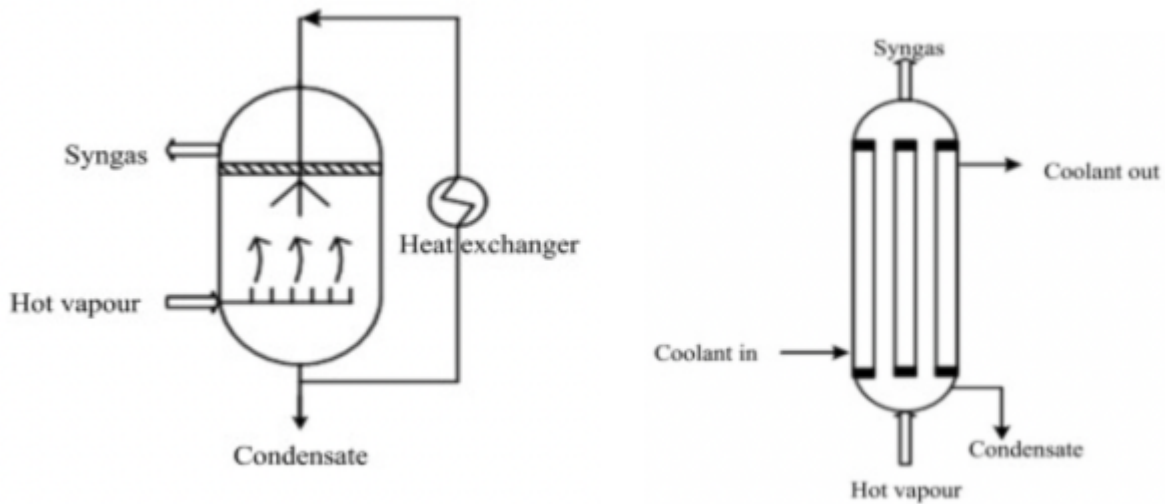 Syngas
Heat exchanger
Hot vapour
Condensate
Syngas
Coolant out
Coolant in
Condensate
Hot vapour